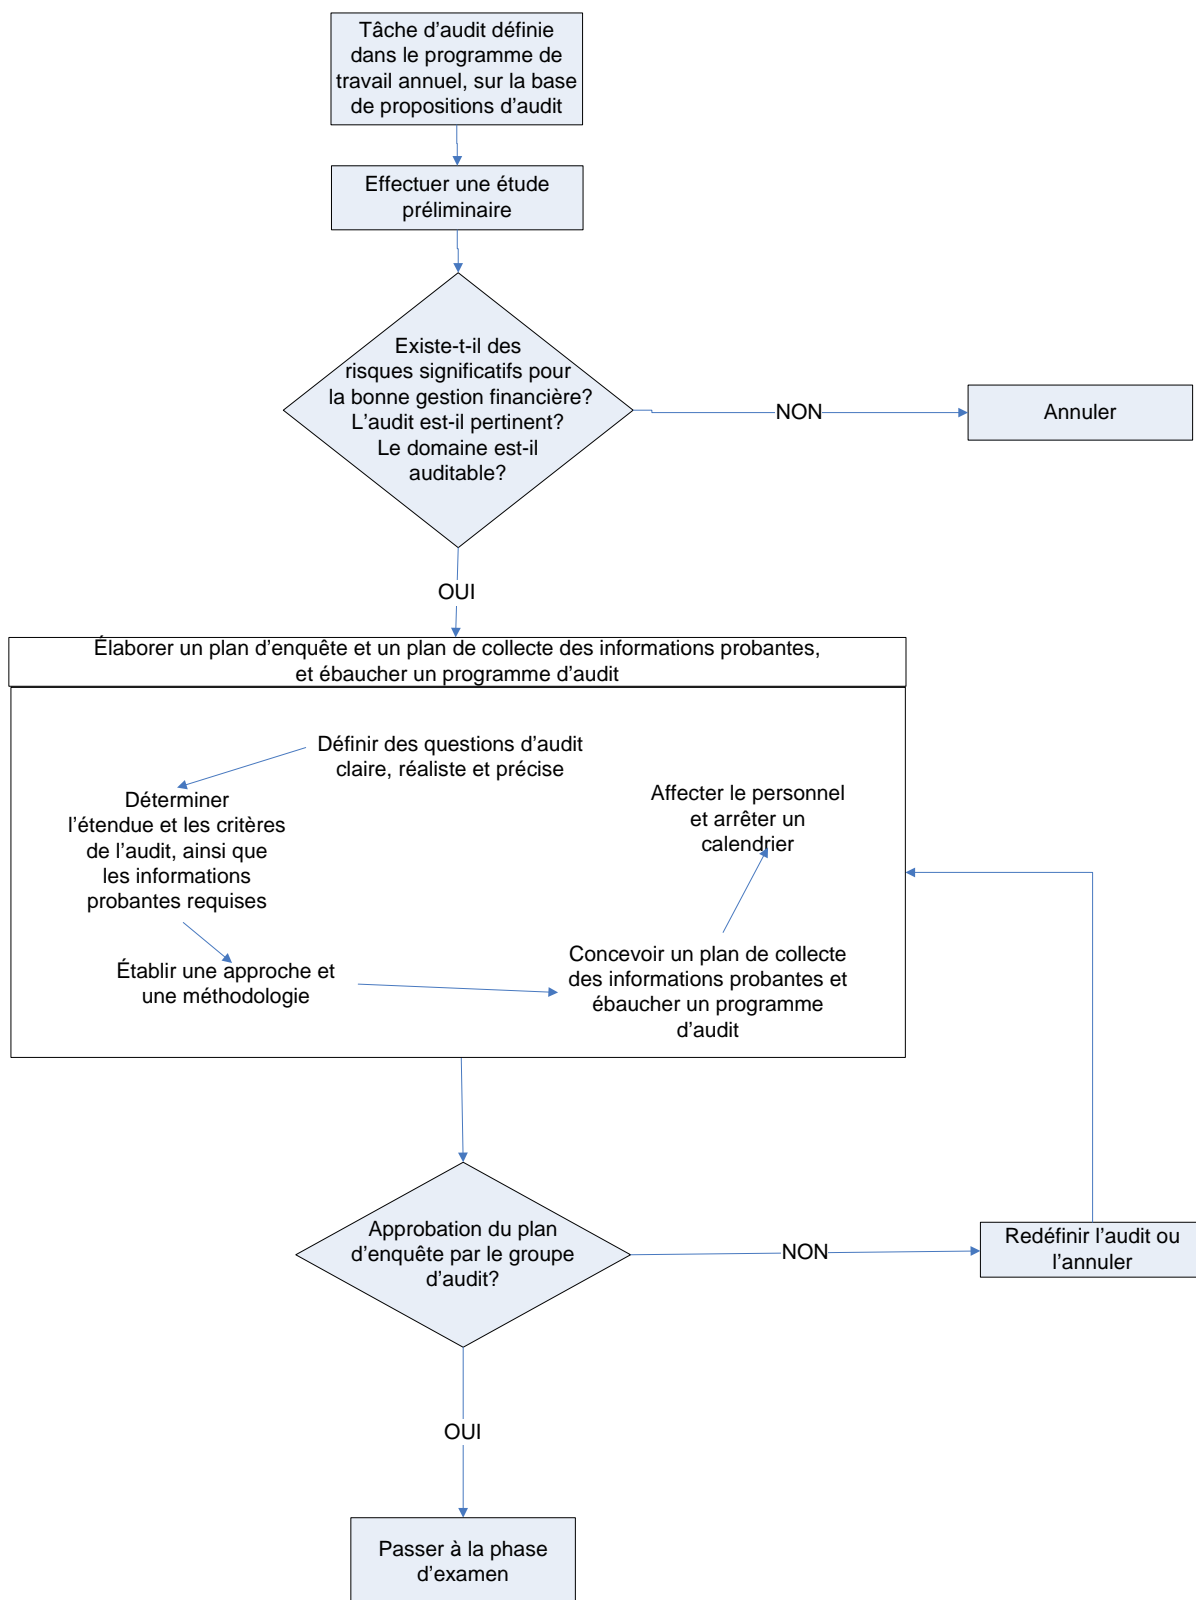 Tâche d’audit définie
dans le programme de
travail annuel, sur la base
de propositions d’audit
Effectuer une étude
préliminaire
Existe-t-il des
risques significatifs pour
la bonne gestion financière?
L’audit est-il pertinent?
Le domaine est-il
auditable?
NON
Annuler
OUI
Élaborer un plan d’enquête et un plan de collecte des informations probantes,
et ébaucher un programme d’audit
Définir des questions d’audit
claire, réaliste et précise
Déterminer
l’étendue et les critères
de l’audit, ainsi que
les informations
probantes requises
Établir une approche et
une méthodologie
Concevoir un plan de collecte
des informations probantes et
ébaucher un programme
d’audit
Affecter le personnel
et arrêter un
calendrier
Approbation du plan
d’enquête par le groupe
d’audit?
NON
Redéfinir l’audit ou
l’annuler
OUI
Passer à la phase
d’examen